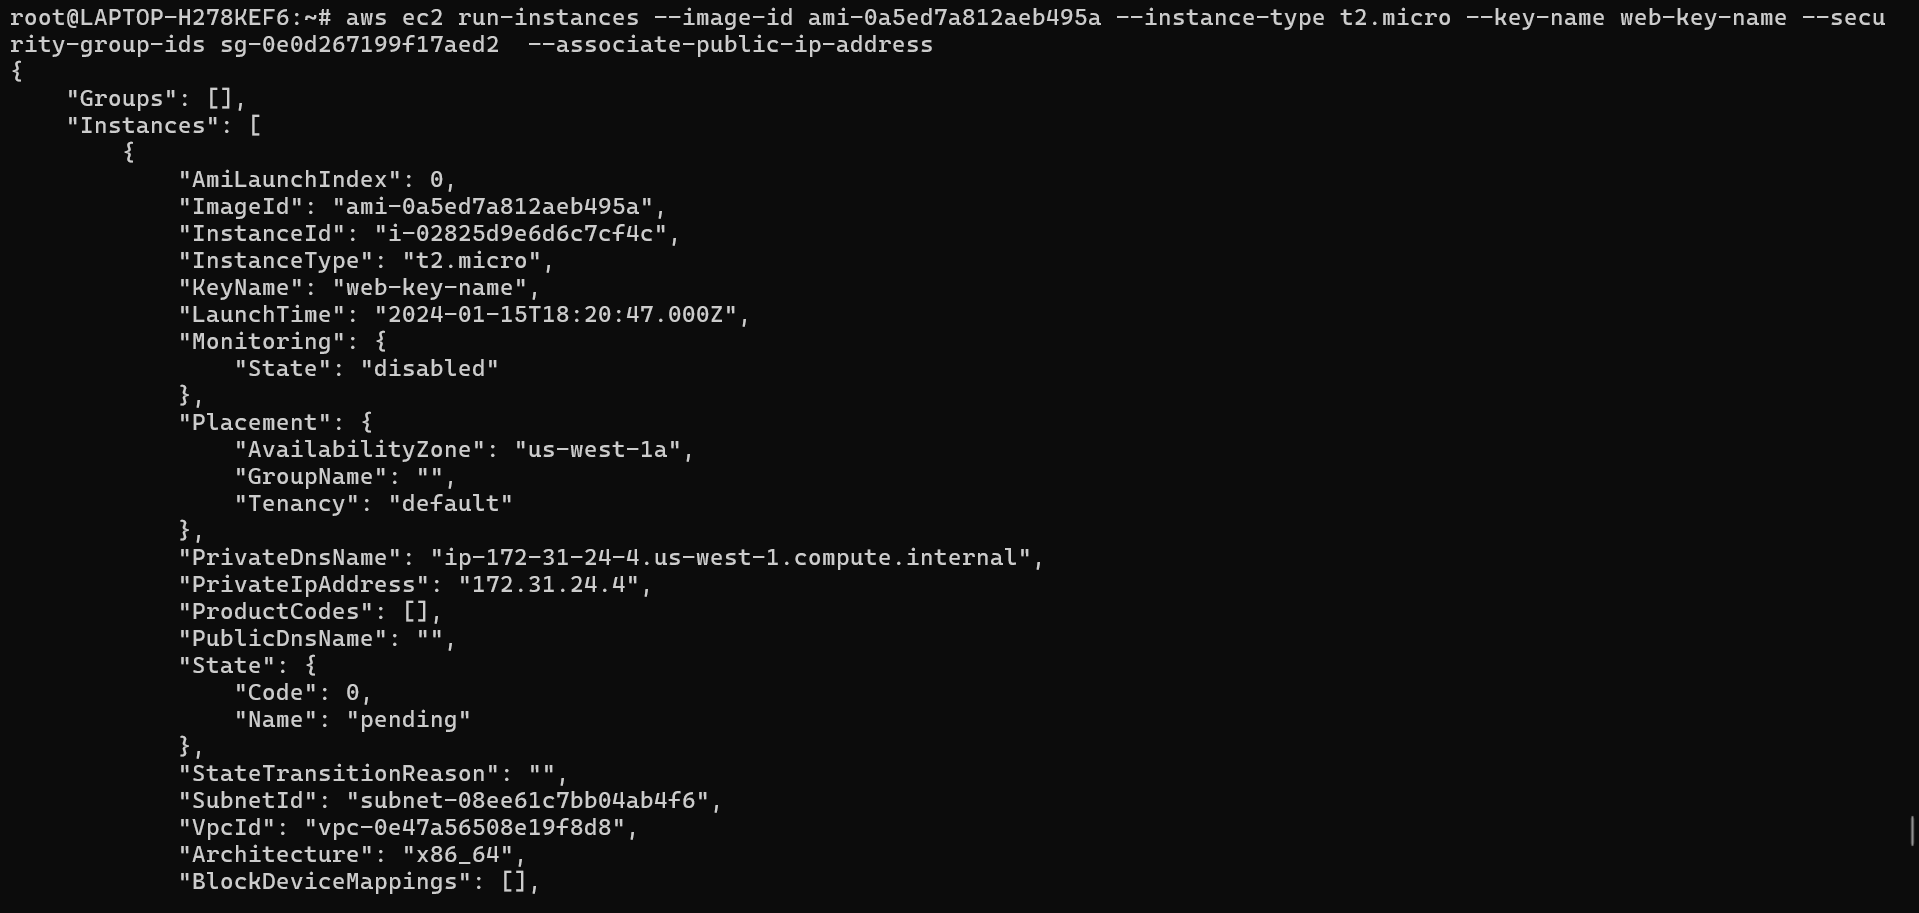 root@LAPTOP-H278KEF6:~# aws ec2 run-instances --image-id ami-0a5ed7a812aeb495a --instance-type t2.micro --key-name web-key-name --secu
rity-group-ids sg-0e0d267199f17aed2  --associate-public-ip-address
{
    "Groups": [],
    "Instances": [
        {
            "AmiLaunchIndex": 0,
            "ImageId": "ami-0a5ed7a812aeb495a",
            "InstanceId": "i-02825d9e6d6c7cf4c",
            "InstanceType": "t2.micro",
            "KeyName": "web-key-name",
            "LaunchTime": "2024-01-15T18:20:47.000Z",
            "Monitoring": {
                "State": "disabled"
            },
            "Placement": {
                "AvailabilityZone": "us-west-1a",
                "GroupName": "",
                "Tenancy": "default"
            },
            "PrivateDnsName": "ip-172-31-24-4.us-west-1.compute.internal",
            "PrivateIpAddress": "172.31.24.4",
            "ProductCodes": [],
            "PublicDnsName": "",
            "State": {
                "Code": 0,
                "Name": "pending"
            },
            "StateTransitionReason": "",
            "SubnetId": "subnet-08ee61c7bb04ab4f6",
            "VpcId": "vpc-0e47a56508e19f8d8",
            "Architecture": "x86_64",
            "BlockDeviceMappings": [],